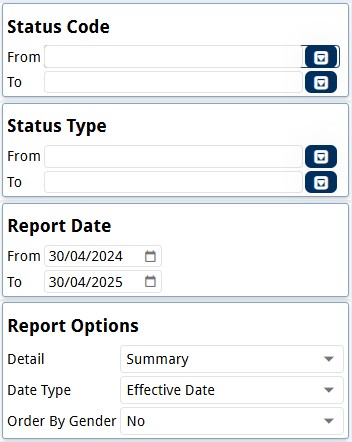 Status Code
From
To
Status Type
From
To
Report Date
From 30/04/2024
To 30/04/2025
Report Options
Detail Summary
Date Type Effective Date
Order By Gender No